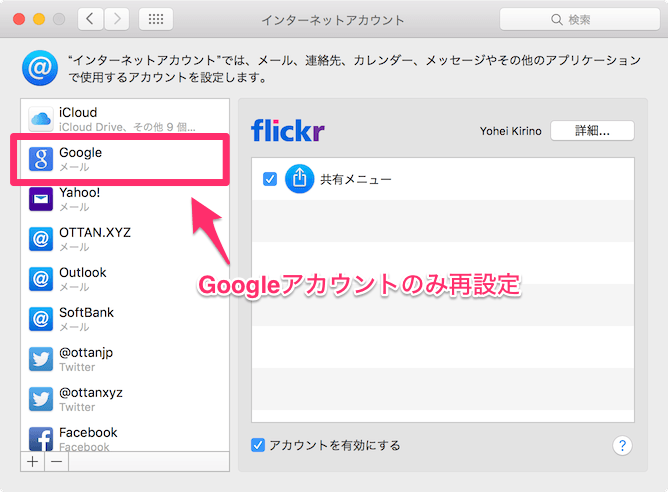 インターネットアカウント
検索
"インターネットアカウント"では、メール、連絡先、カレンダー、メッセージやその他のアプリケーション
で使用するアカウントを設定します。
iCloud
iCloud Drive、その他 9 個...
Google
メール
Yahoo!
メール
OTTAN.XYZ
メール
Outlook
メール
SoftBank
メール
@ottanjp
Twitter
@ottanxyz
Twitter
Facebook
Facebook
flickr
Yohei Kirino
詳細...
共有メニュー
Googleアカウントのみ再設定
アカウントを有効にする
?